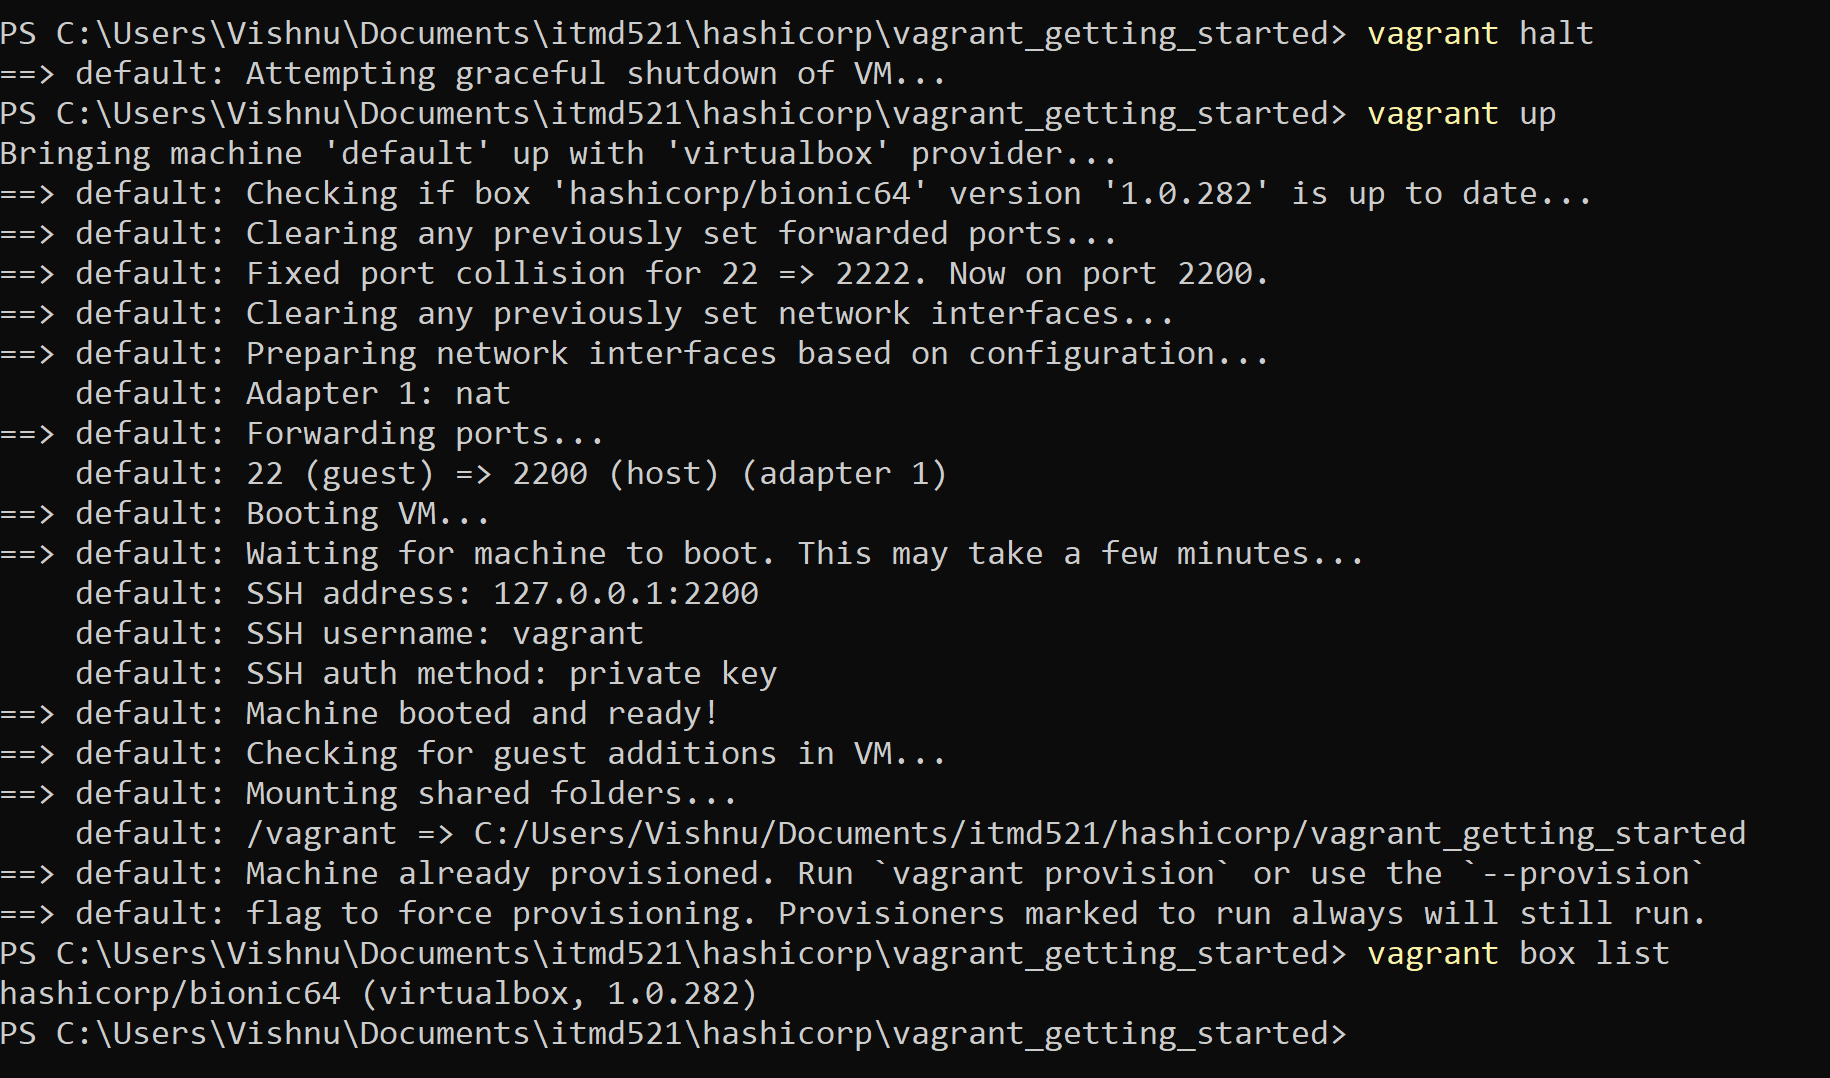 PS C:\Users\Vishnu\Documents\itmd521\hashicorp\vagrant_getting_started> vagrant halt
==> default: Attempting graceful shutdown of VM...
PS C:\Users\Vishnu\Documents\itmd521\hashicorp\vagrant_getting_started> vagrant up
Bringing machine 'default' up with 'virtualbox' provider...
==> default: Checking if box 'hashicorp/bionic64' version '1.0.282' is up to date...
==> default: Clearing any previously set forwarded ports...
==> default: Fixed port collision for 22 => 2222. Now on port 2200.
==> default: Clearing any previously set network interfaces...
==> default: Preparing network interfaces based on configuration...
    default: Adapter 1: nat
==> default: Forwarding ports...
    default: 22 (guest) => 2200 (host) (adapter 1)
==> default: Booting VM...
==> default: Waiting for machine to boot. This may take a few minutes...
    default: SSH address: 127.0.0.1:2200
    default: SSH username: vagrant
    default: SSH auth method: private key
==> default: Machine booted and ready!
==> default: Checking for guest additions in VM...
==> default: Mounting shared folders...
    default: /vagrant => C:/Users/Vishnu/Documents/itmd521/hashicorp/vagrant_getting_started
==> default: Machine already provisioned. Run `vagrant provision` or use the `--provision`
==> default: flag to force provisioning. Provisioners marked to run always will still run.
PS C:\Users\Vishnu\Documents\itmd521\hashicorp\vagrant_getting_started> vagrant box list
hashicorp/bionic64 (virtualbox, 1.0.282)
PS C:\Users\Vishnu\Documents\itmd521\hashicorp\vagrant_getting_started>